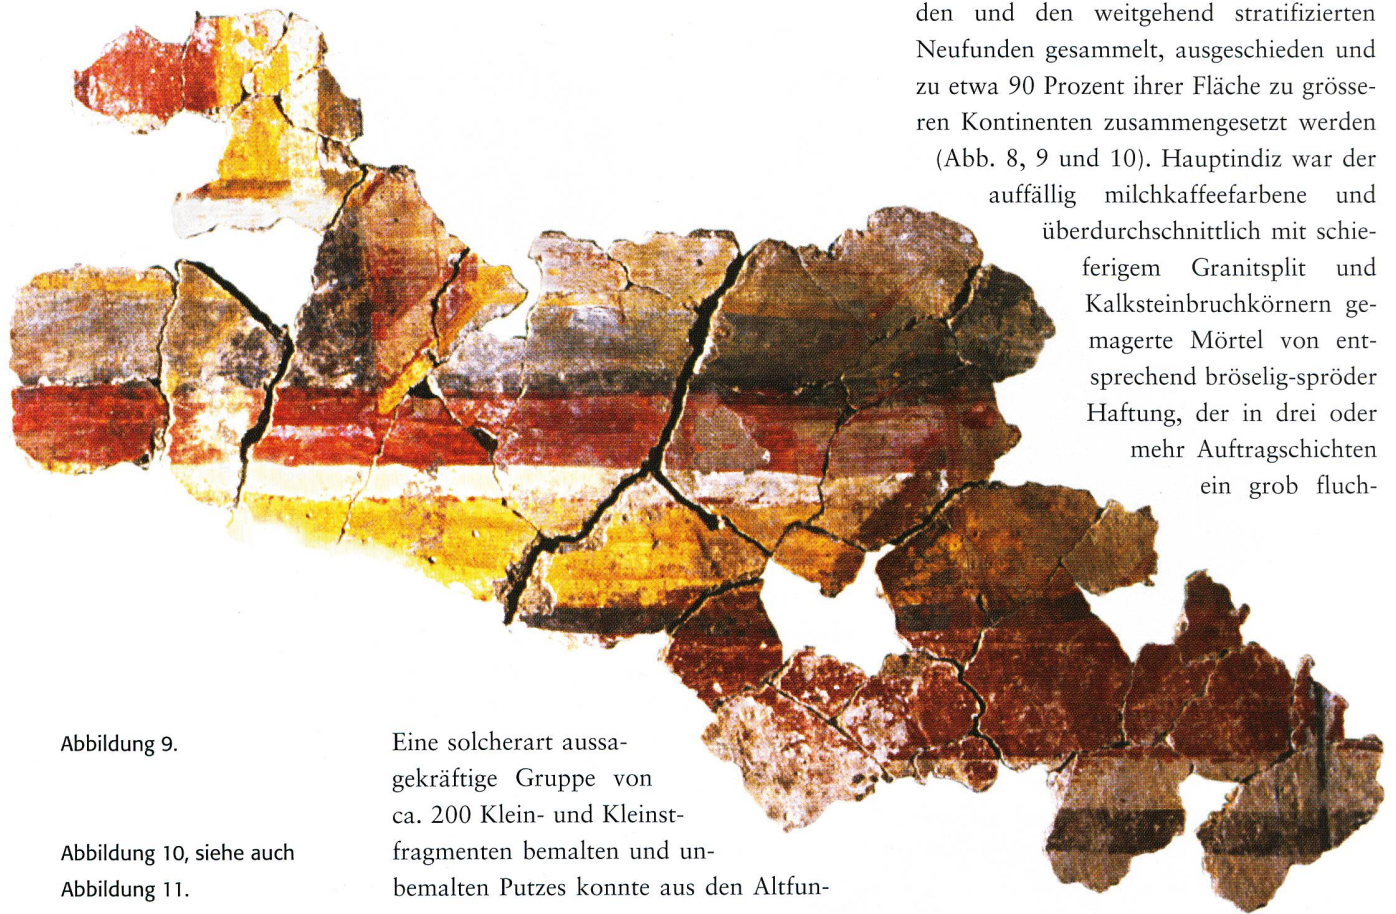 Abbildung 9.
Abbildung 10, siehe auch
Abbildung 11.
Eine solcherart aussa-
gekräftige Gruppe von
ca. 200 Klein- und Kleinst-
fragmenten bemalten und un-
bemalten Putzes konnte aus den Altfun-
den und den weitgehend stratifizierten
Neufunden gesammelt, ausgeschieden und
zu etwa 90 Prozent ihrer Fläche zu grösse-
ren Kontinenten zusammengesetzt werden
(Abb. 8, 9 und 10). Hauptindiz war der
auffällig milchkaffeefarbene und
überdurchschnittlich mit schie-
ferigem Granitsplit und
Kalksteinbruchkörnern ge-
magerte Mörtel von ent-
sprechend bröselig-spröder
Haftung, der in drei oder
mehr Auftragschichten
ein grob fluch-